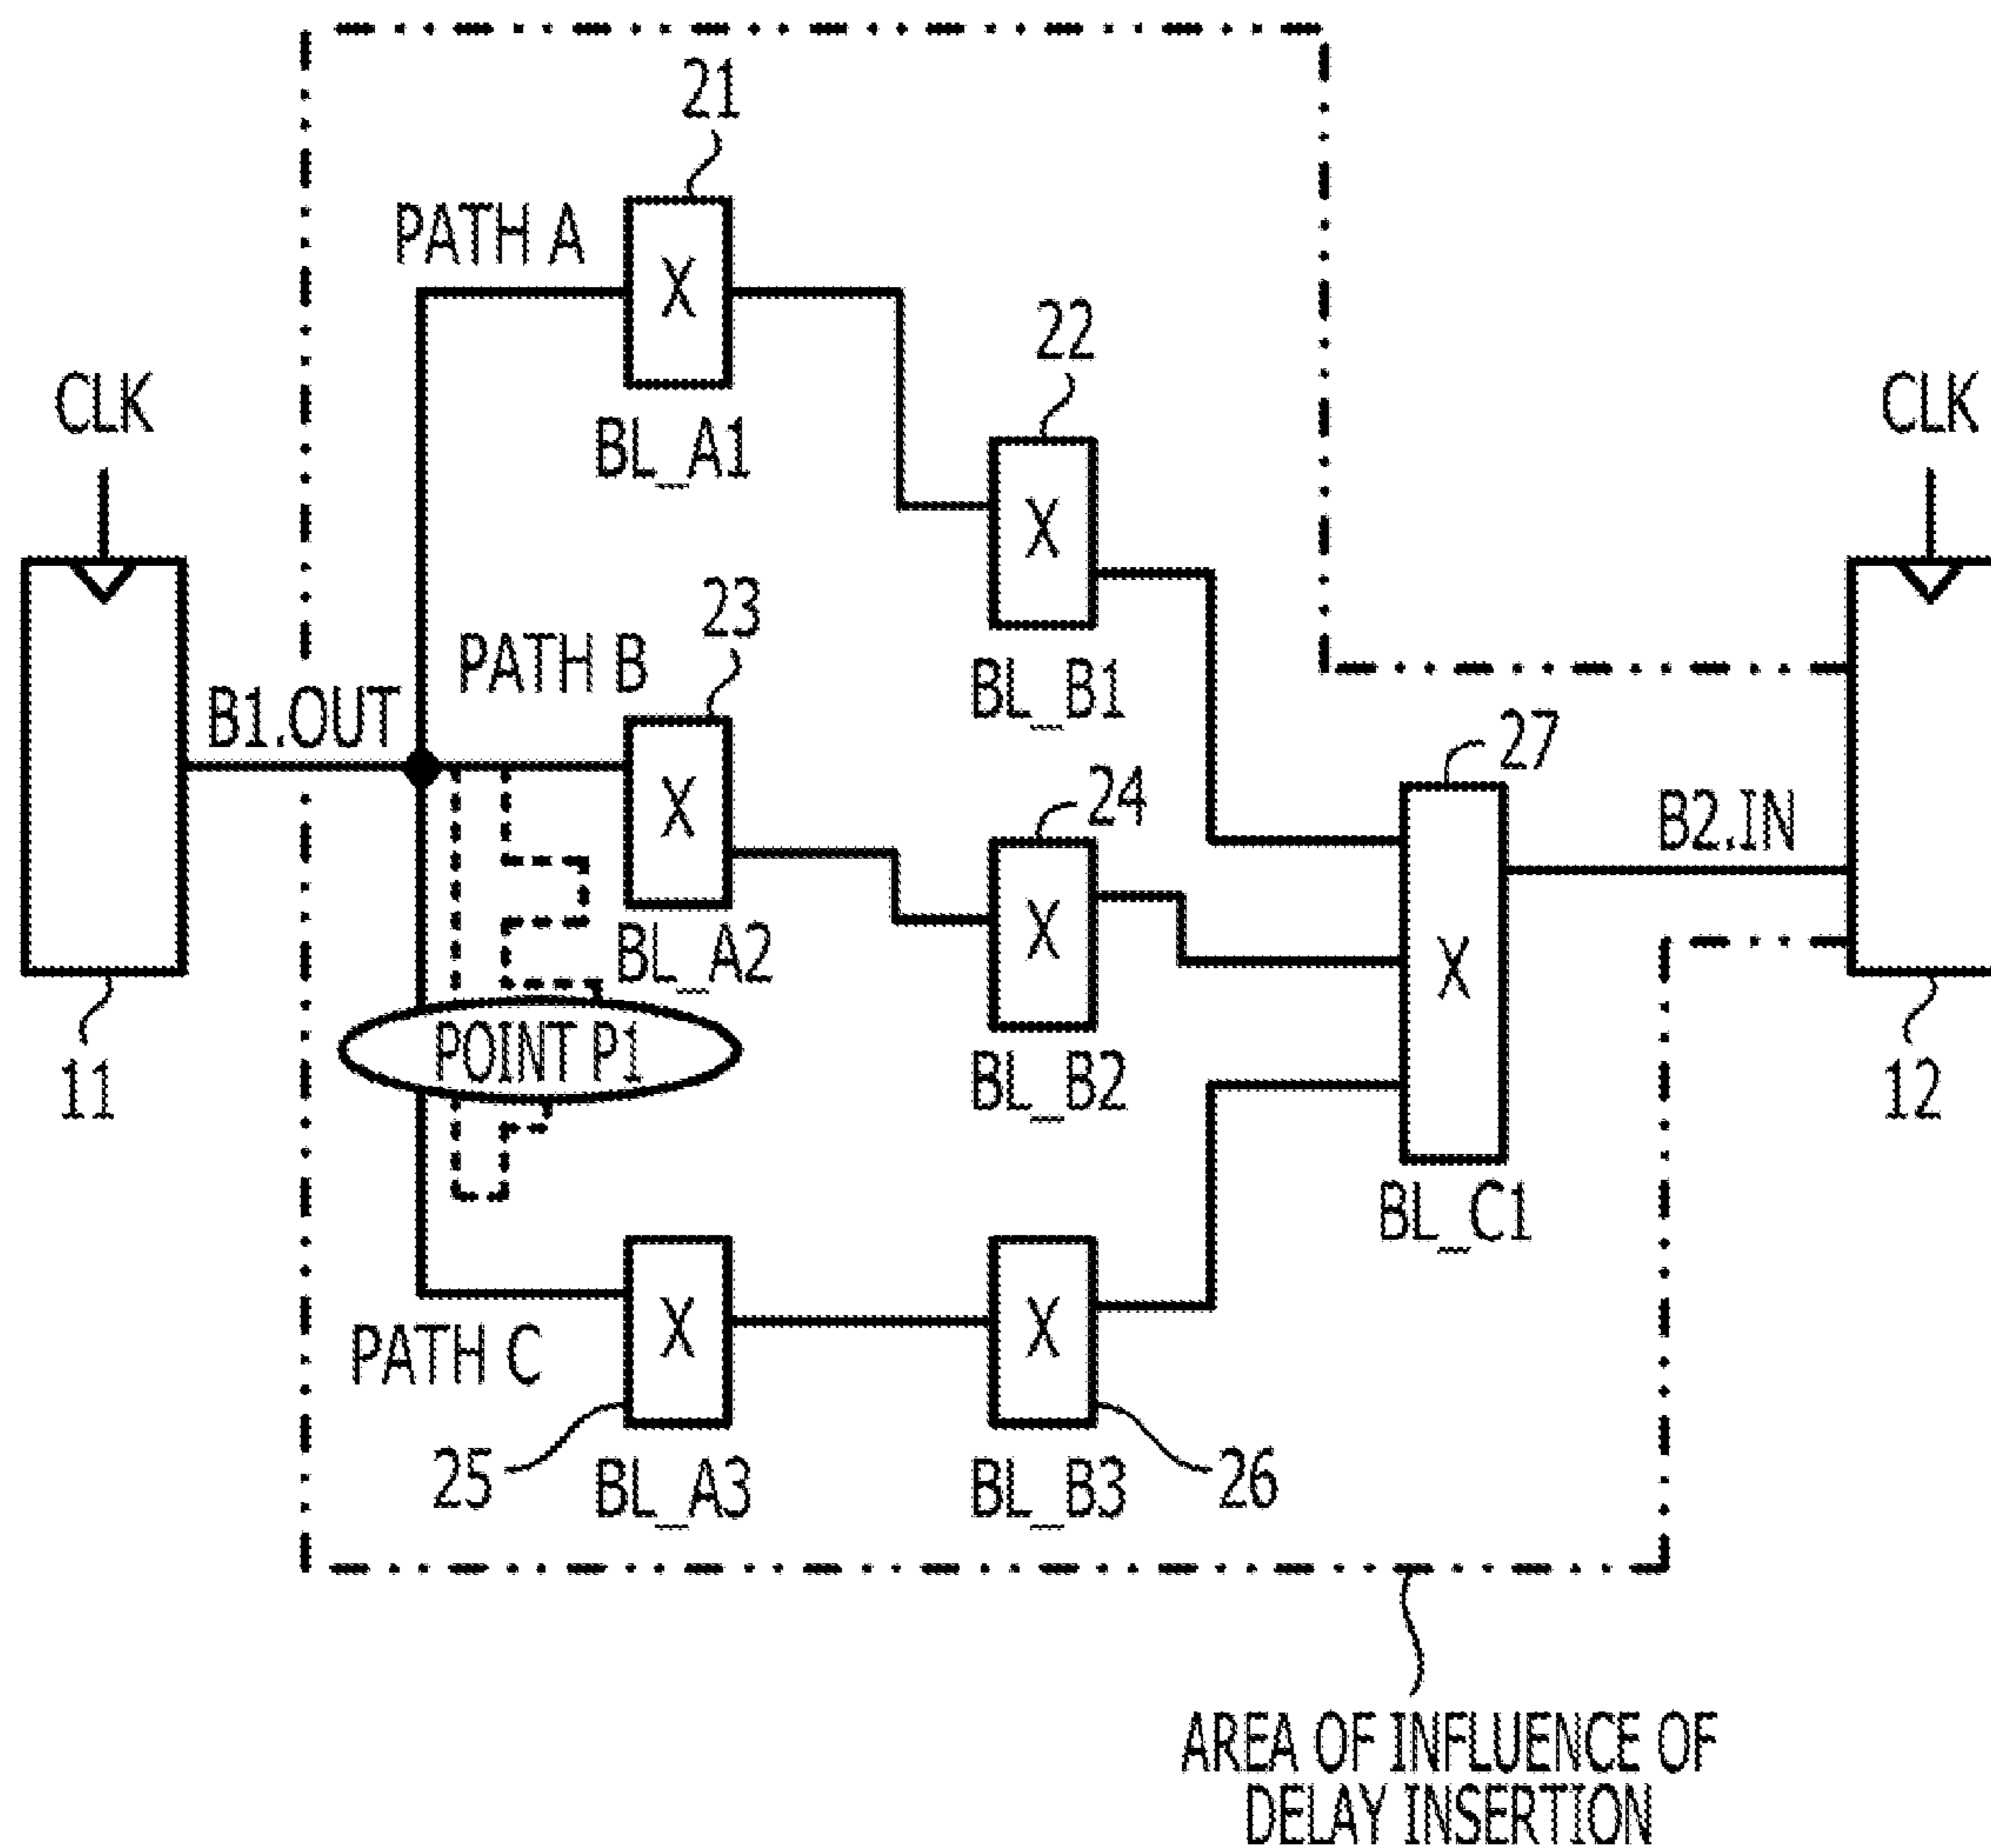 21
PATH A
X
CLK
BL_A1
22
CLK
X
23
PATH B
BL_B1
B1.OUT
27
X
24
B2.IN
X
BL_A2
X
POINT P1
11
BL_B2
12
BL_C1
X
X
PATH C
25
BL_A3
BL_B3
26
AREA OF INFLUENCE OF
DELAY INSERTION